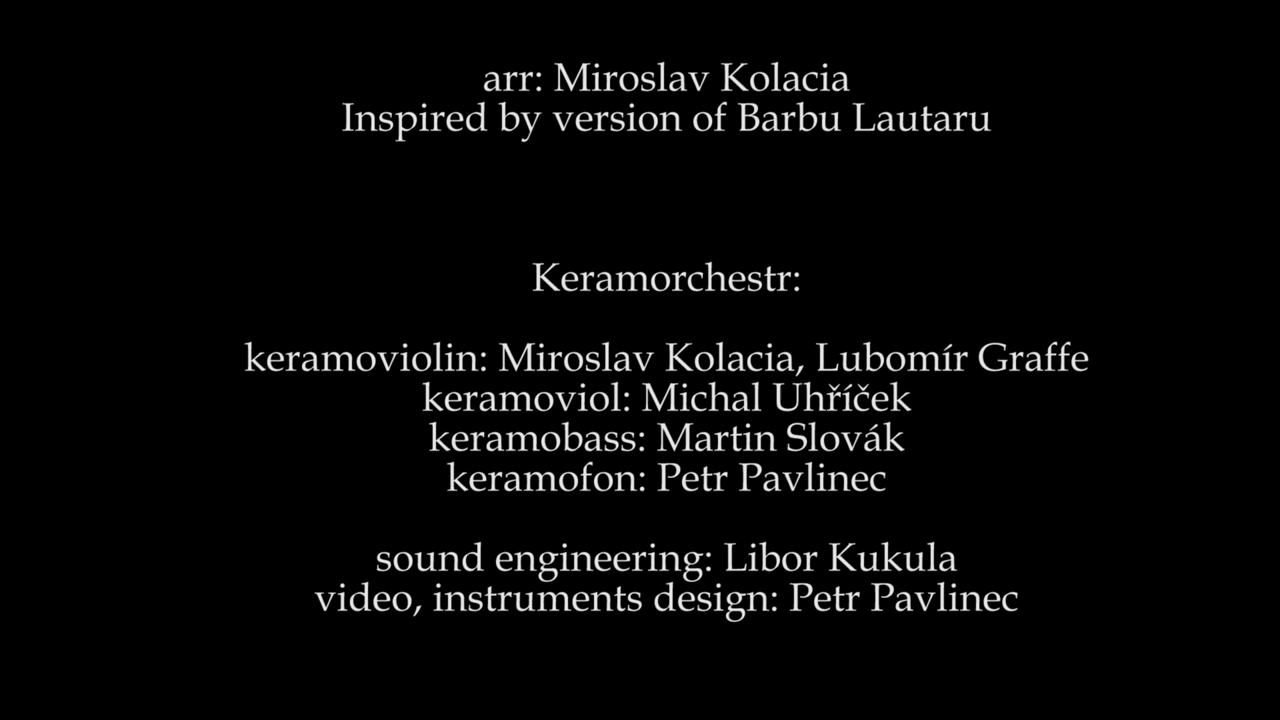 arr: Miroslav Kolacia
Inspired by version of Barbu Lautaru
Keramorchestr:
keramoviolin: Miroslav Kolacia, Lubomír Graffe
keramoviol: Michal Uhříček
keramobass: Martin Slovák
keramofon: Petr Pavlinec
sound engineering: Libor Kukula
video, instruments design: Petr Pavlinec